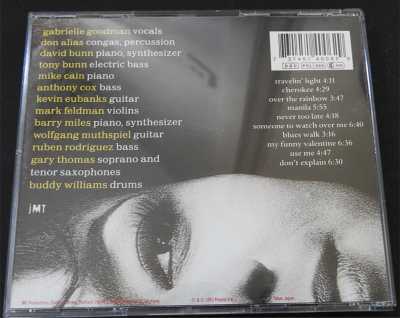 gabrielle goodman vocals
don alias congas, percussion
david bunn piano, synthesizer
tony bunn electric bass
mike cain piano
anthony cox bass
kevin eubanks guitar
mark feldman violins
barry miles piano, synthesizer
wolfgang muthspiel guitar
ruben rodriguez bass
gary thomas soprano and
tenor saxophones
buddy williams drums
JMT
travelin' light 4:11
cherokee 4:29
over the rainbow 3:47
manila 5:55
never too late 4:18
someone to watch over me 6:40
blues walk 3:16
my funny valentine 6:36
use me 4:47
don't explain 6:30